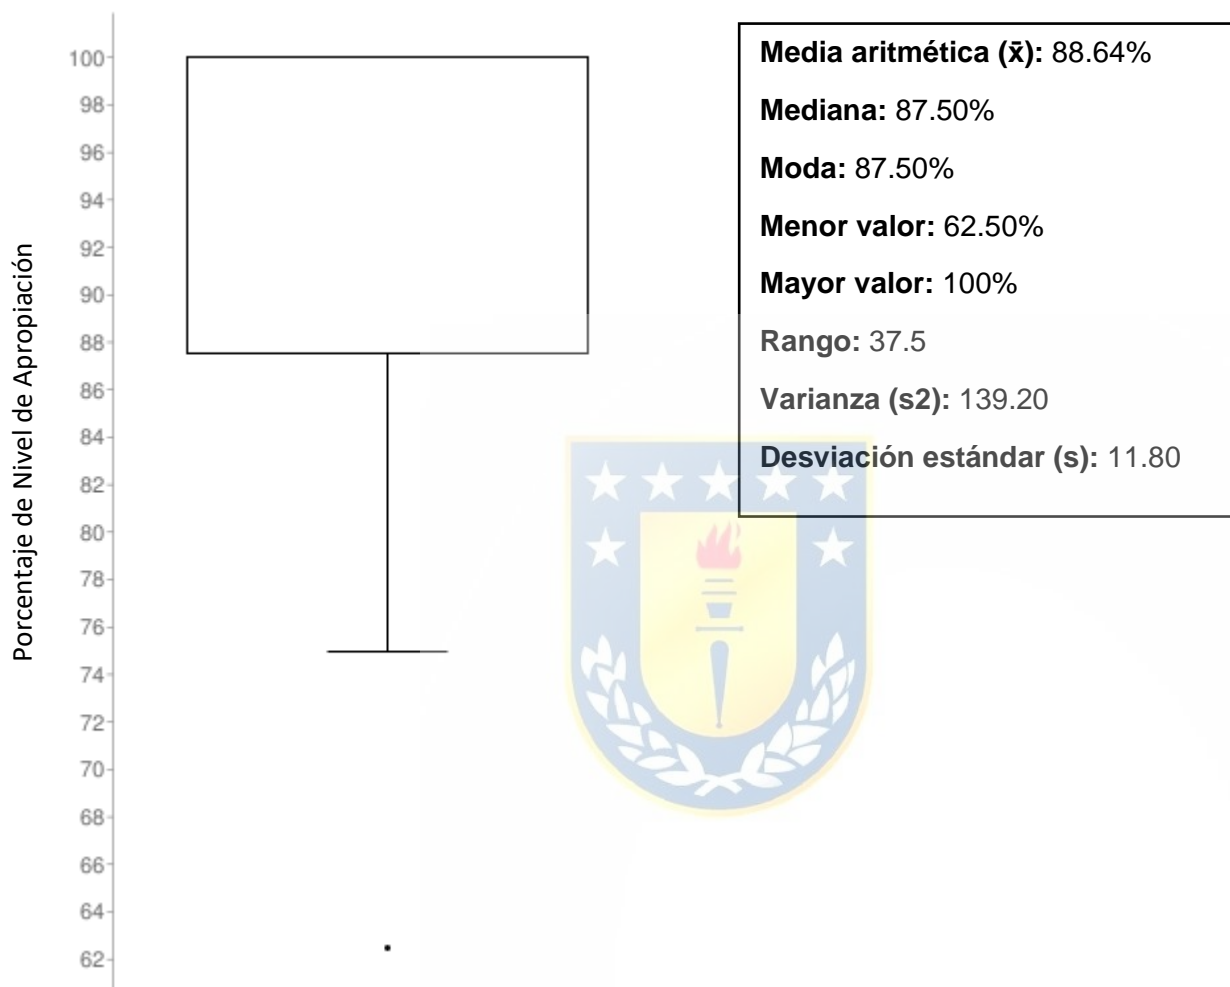 Porcentaje de Nivel de Apropiación
100
98
96
94
92
90
88
86
84
82
80
78
76
74
72
70
68
66
64
62
Media aritmética (x̄): 88.64%
Mediana: 87.50%
Moda: 87.50%
Menor valor: 62.50%
Mayor valor: 100%
Rango: 37.5
Varianza (s2): 139.20
Desviación estándar (s): 11.80